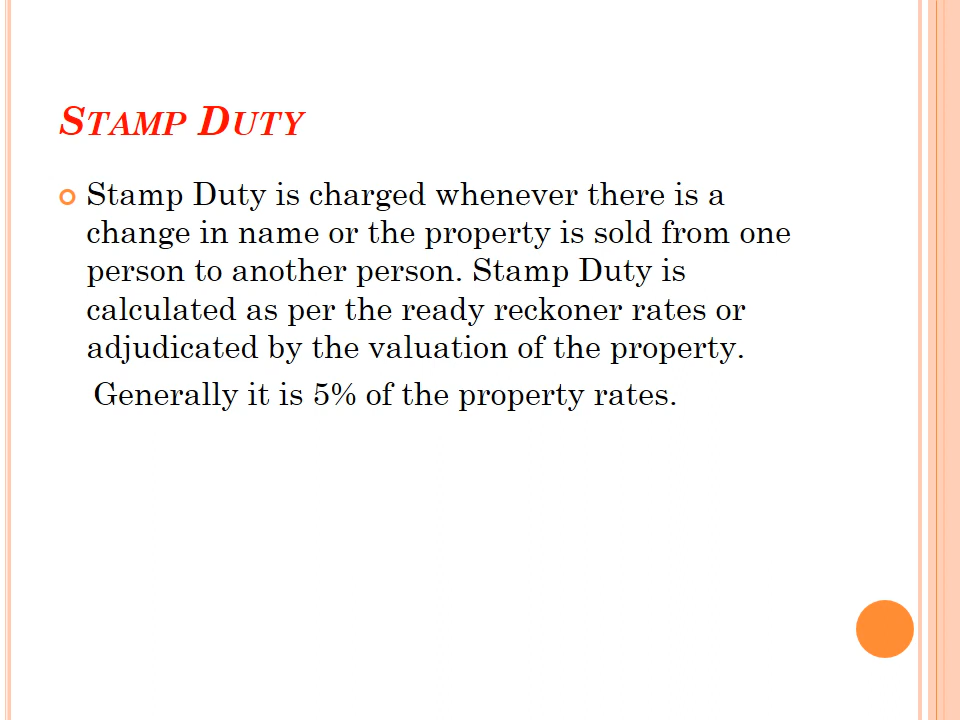 STAMP DUTY
Stamp Duty is charged whenever there is a
change in name or the property is sold from one
person to another person. Stamp Duty is
calculated as per the ready reckoner rates or
adjudicated by the valuation of the property.
Generally it is 5% of the property rates.